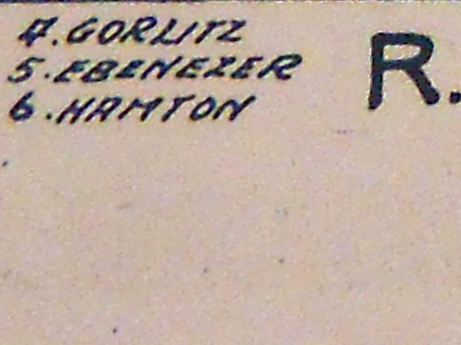 4. GORLITZ
5. EBENEZER
6. HAMTON
R.